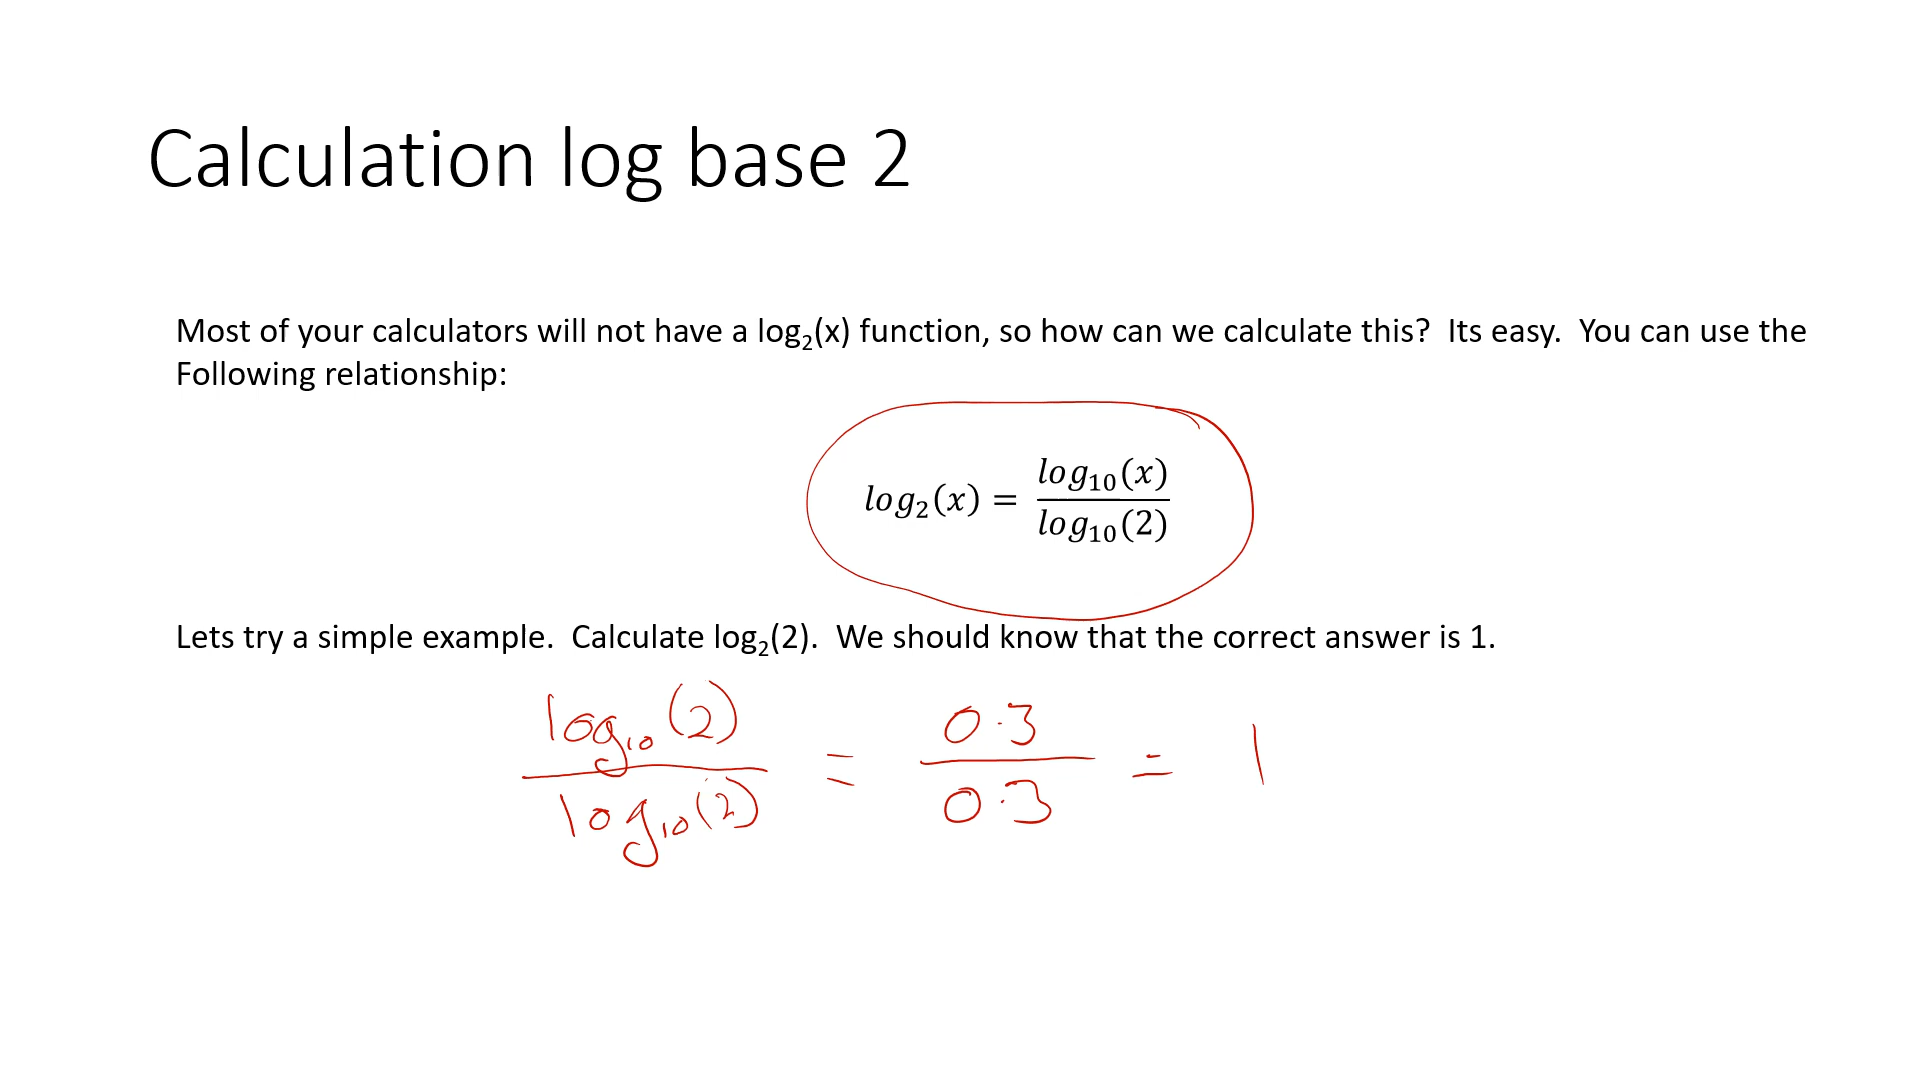 Calculation log base 2
Most of your calculators will not have a log₂(x) function, so how can we calculate this? Its easy. You can use the
Following relationship:
log₂(x) = log₁₀(x) / log₁₀(2)
Lets try a simple example. Calculate log₂(2). We should know that the correct answer is 1.
log₁₀(2) / log₁₀(2) = 0.3 / 0.3 = 1